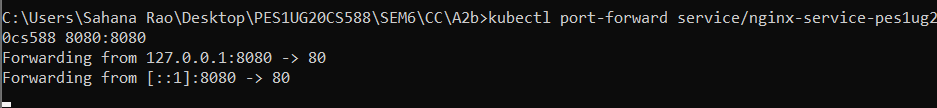 C:\Users\Sahana Rao\Desktop\PES1UG20CS588\SEM6\CC\A2b>kubectl port-forward service/nginx-service-pes1ug2
0cs588 8080:8080
Forwarding from 127.0.0.1:8080 -> 80
Forwarding from [::1]:8080 -> 80